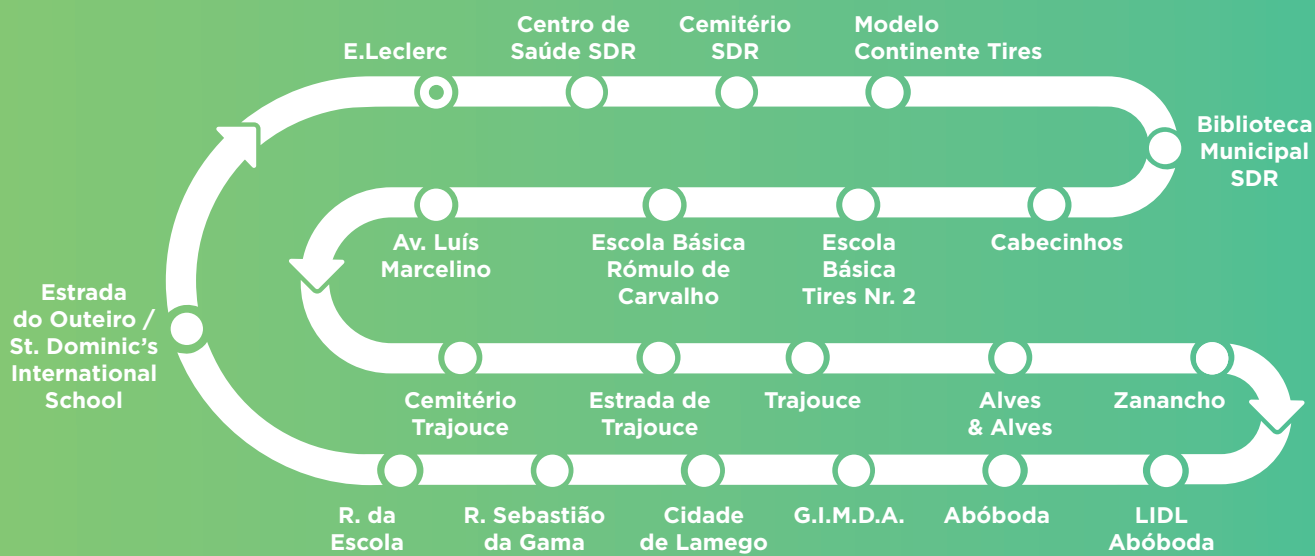 E.Leclerc
Centro de
Saúde SDR
Cemitério
SDR
Modelo
Continente Tires
Biblioteca
Municipal
SDR
Cabecinhos
Escola
Básica
Tires Nr. 2
Escola Básica
Rómulo de
Carvalho
Av. Luís
Marcelino
Cemitério
Trajouce
Estrada de
Trajouce
Trajouce
Alves
& Alves
Zanancho
LIDL
Abóboda
Abóboda
G.I.M.D.A.
Cidade
de Lamego
R. Sebastião
da Gama
R. da
Escola
Estrada
do Outeiro /
St. Dominic's
International
School